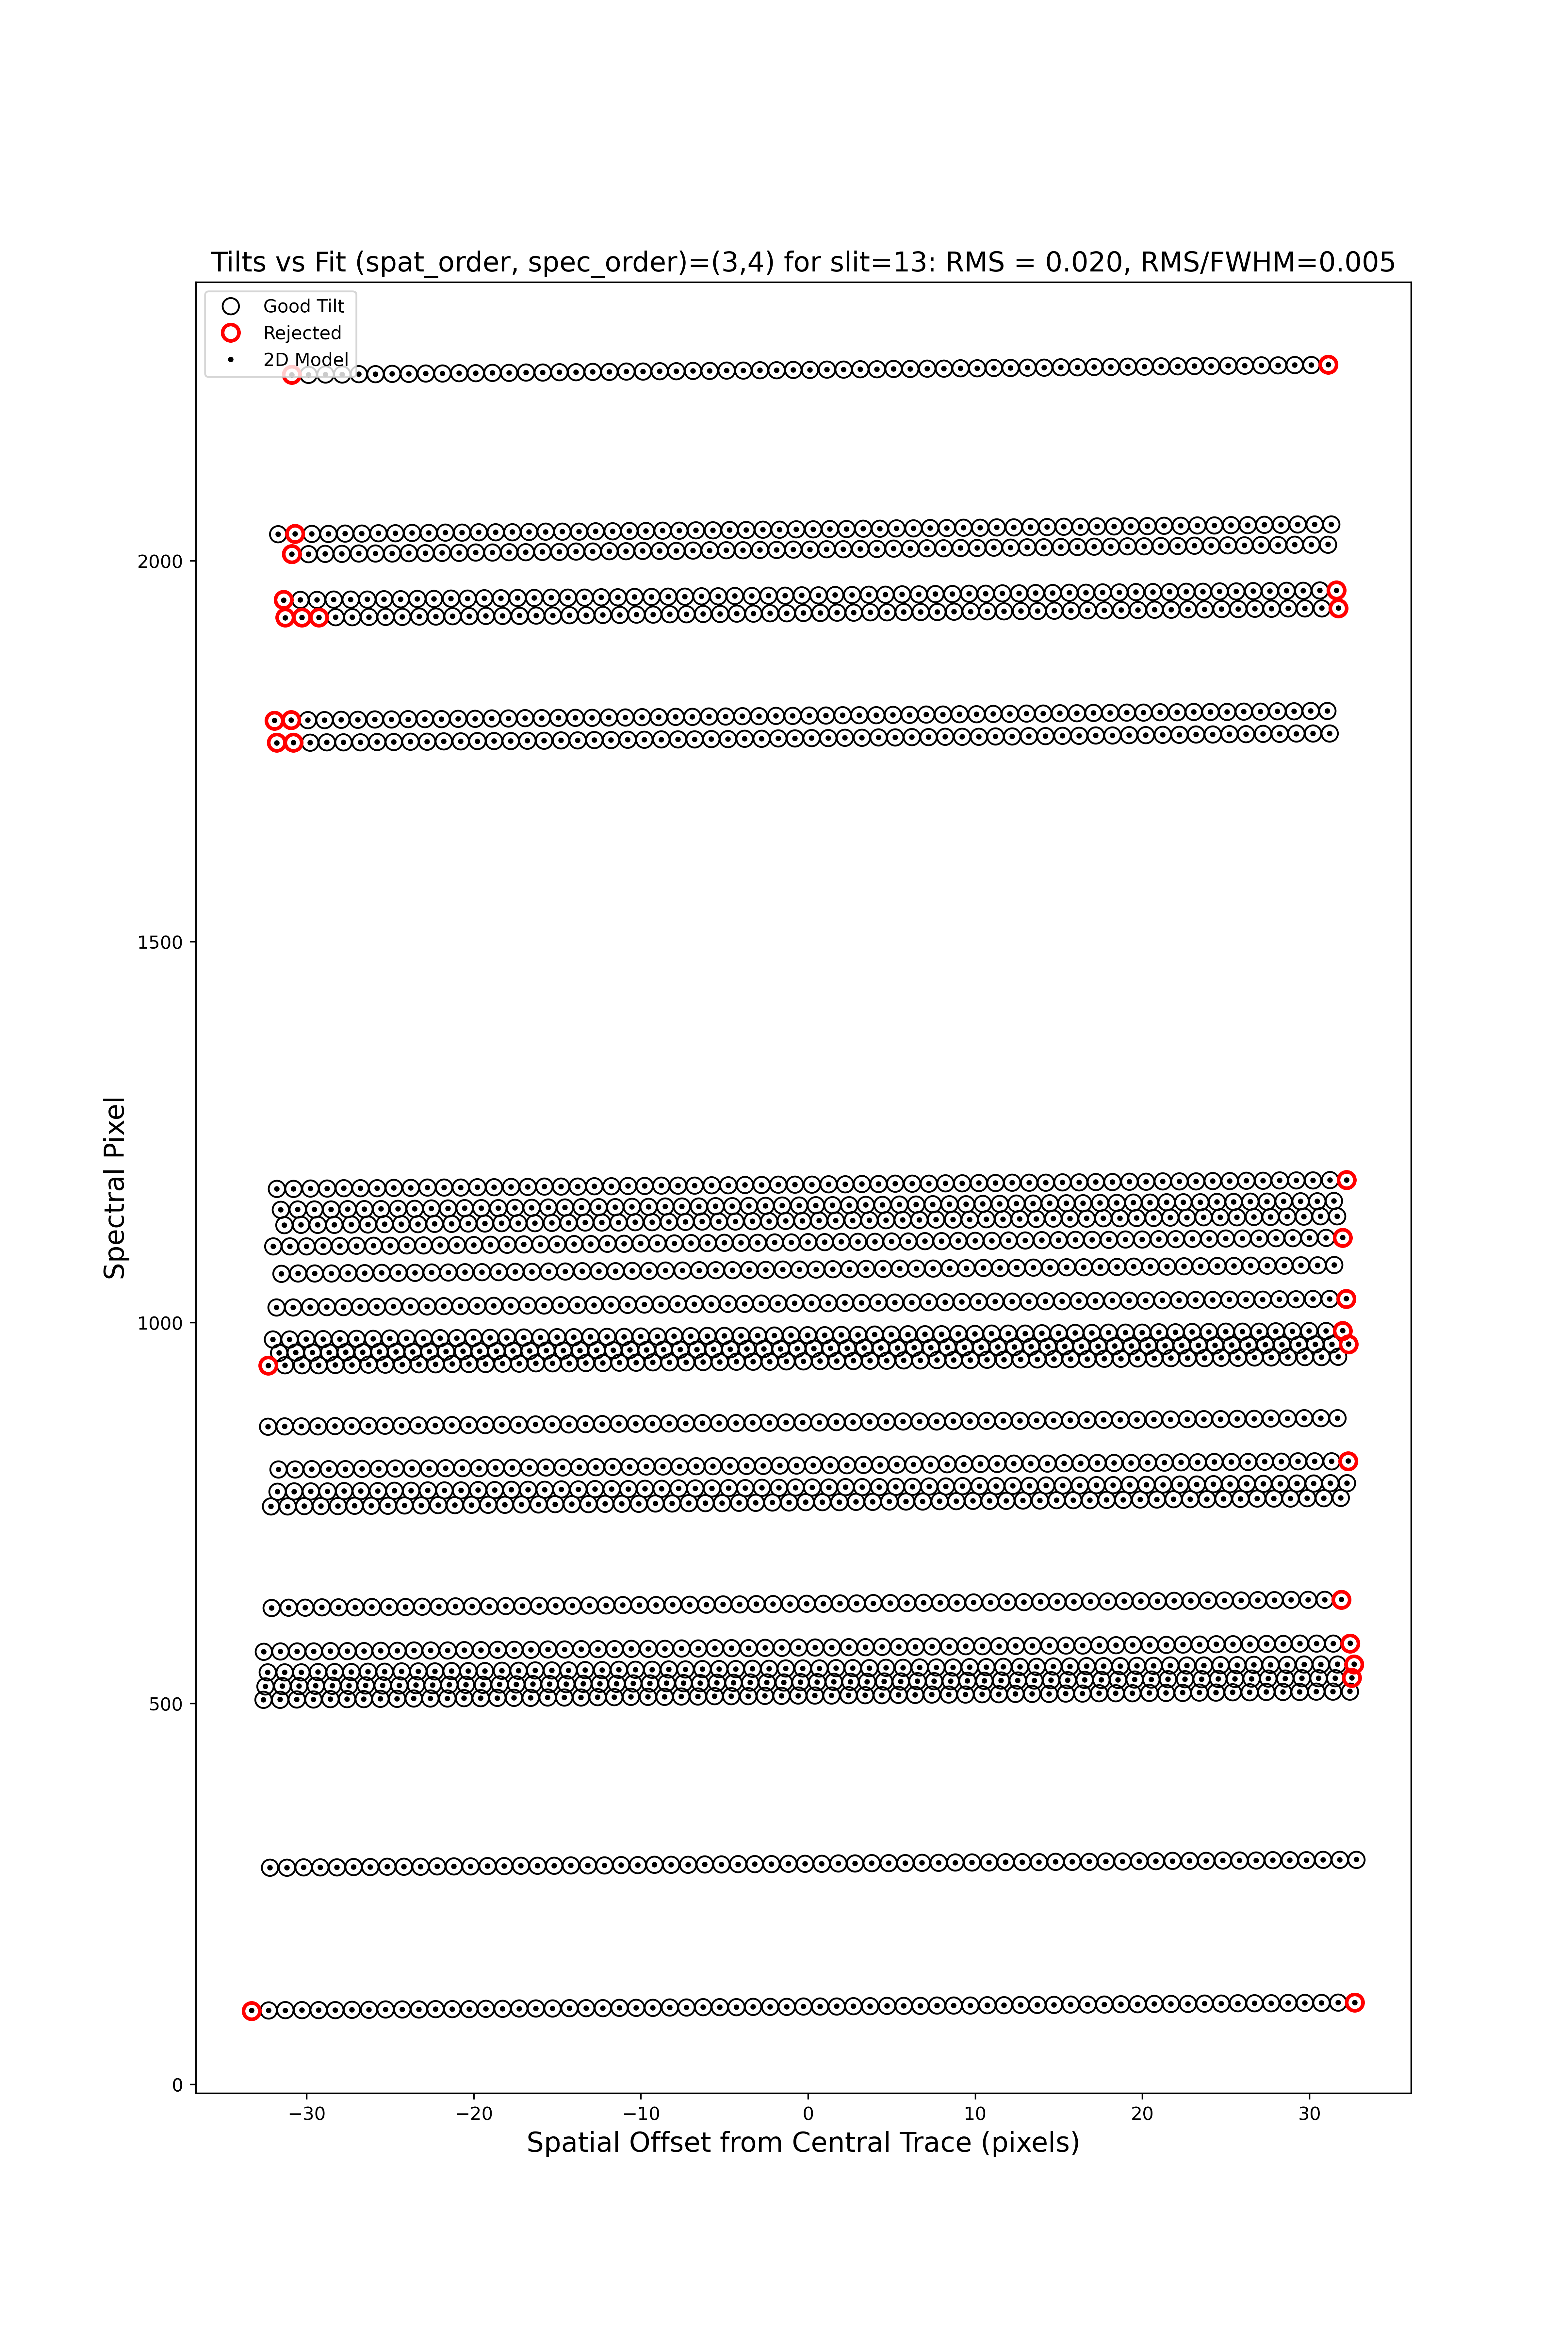 Tilts vs Fit (spat_order, spec_order)=(3,4) for slit=13: RMS = 0.020, RMS/FWHM=0.005
Good Tilt
Rejected
2D Model
2000
1500
1000
500
0
Spectral Pixel
−30 −20 −10 0 10 20 30
Spatial Offset from Central Trace (pixels)